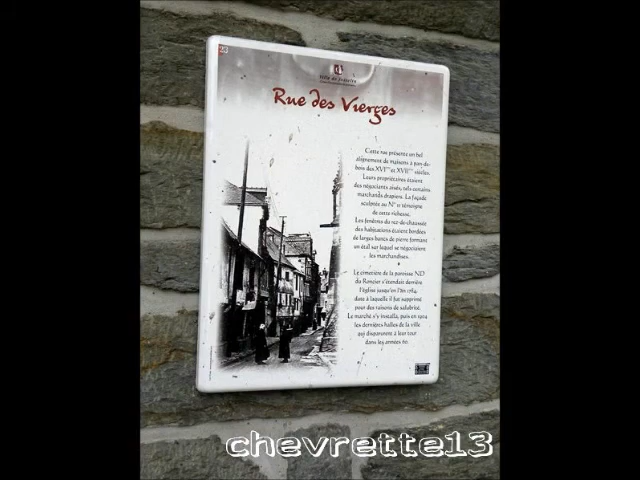 28
Ville de Josselin
Rue des Vierges
Cette rue présente un bel
alignement de maisons à pan de
bois des XVIème et XVIIème siècles.
Leurs propriétaires étaient
des négociants aisés, tels certains
marchands drapiers. La façade
sculptée au N° 11 témoigne
de cette richesse.
Les fenêtres du rez-de-chaussée
des habitations étaient bordées
de larges bancs de pierre formant
un étal sur lequel se négociaient
les marchandises.
Le cimetière de la paroisse ND
du Roncier s'étendait derrière
l'église jusqu'en l'An 1784,
date à laquelle il fut supprimé
pour des raisons de salubrité.
Le marché s'y installa, puis en 1904
les dernières halles de la ville
qui disparurent à leur tour
dans les années 60.
chevrette13